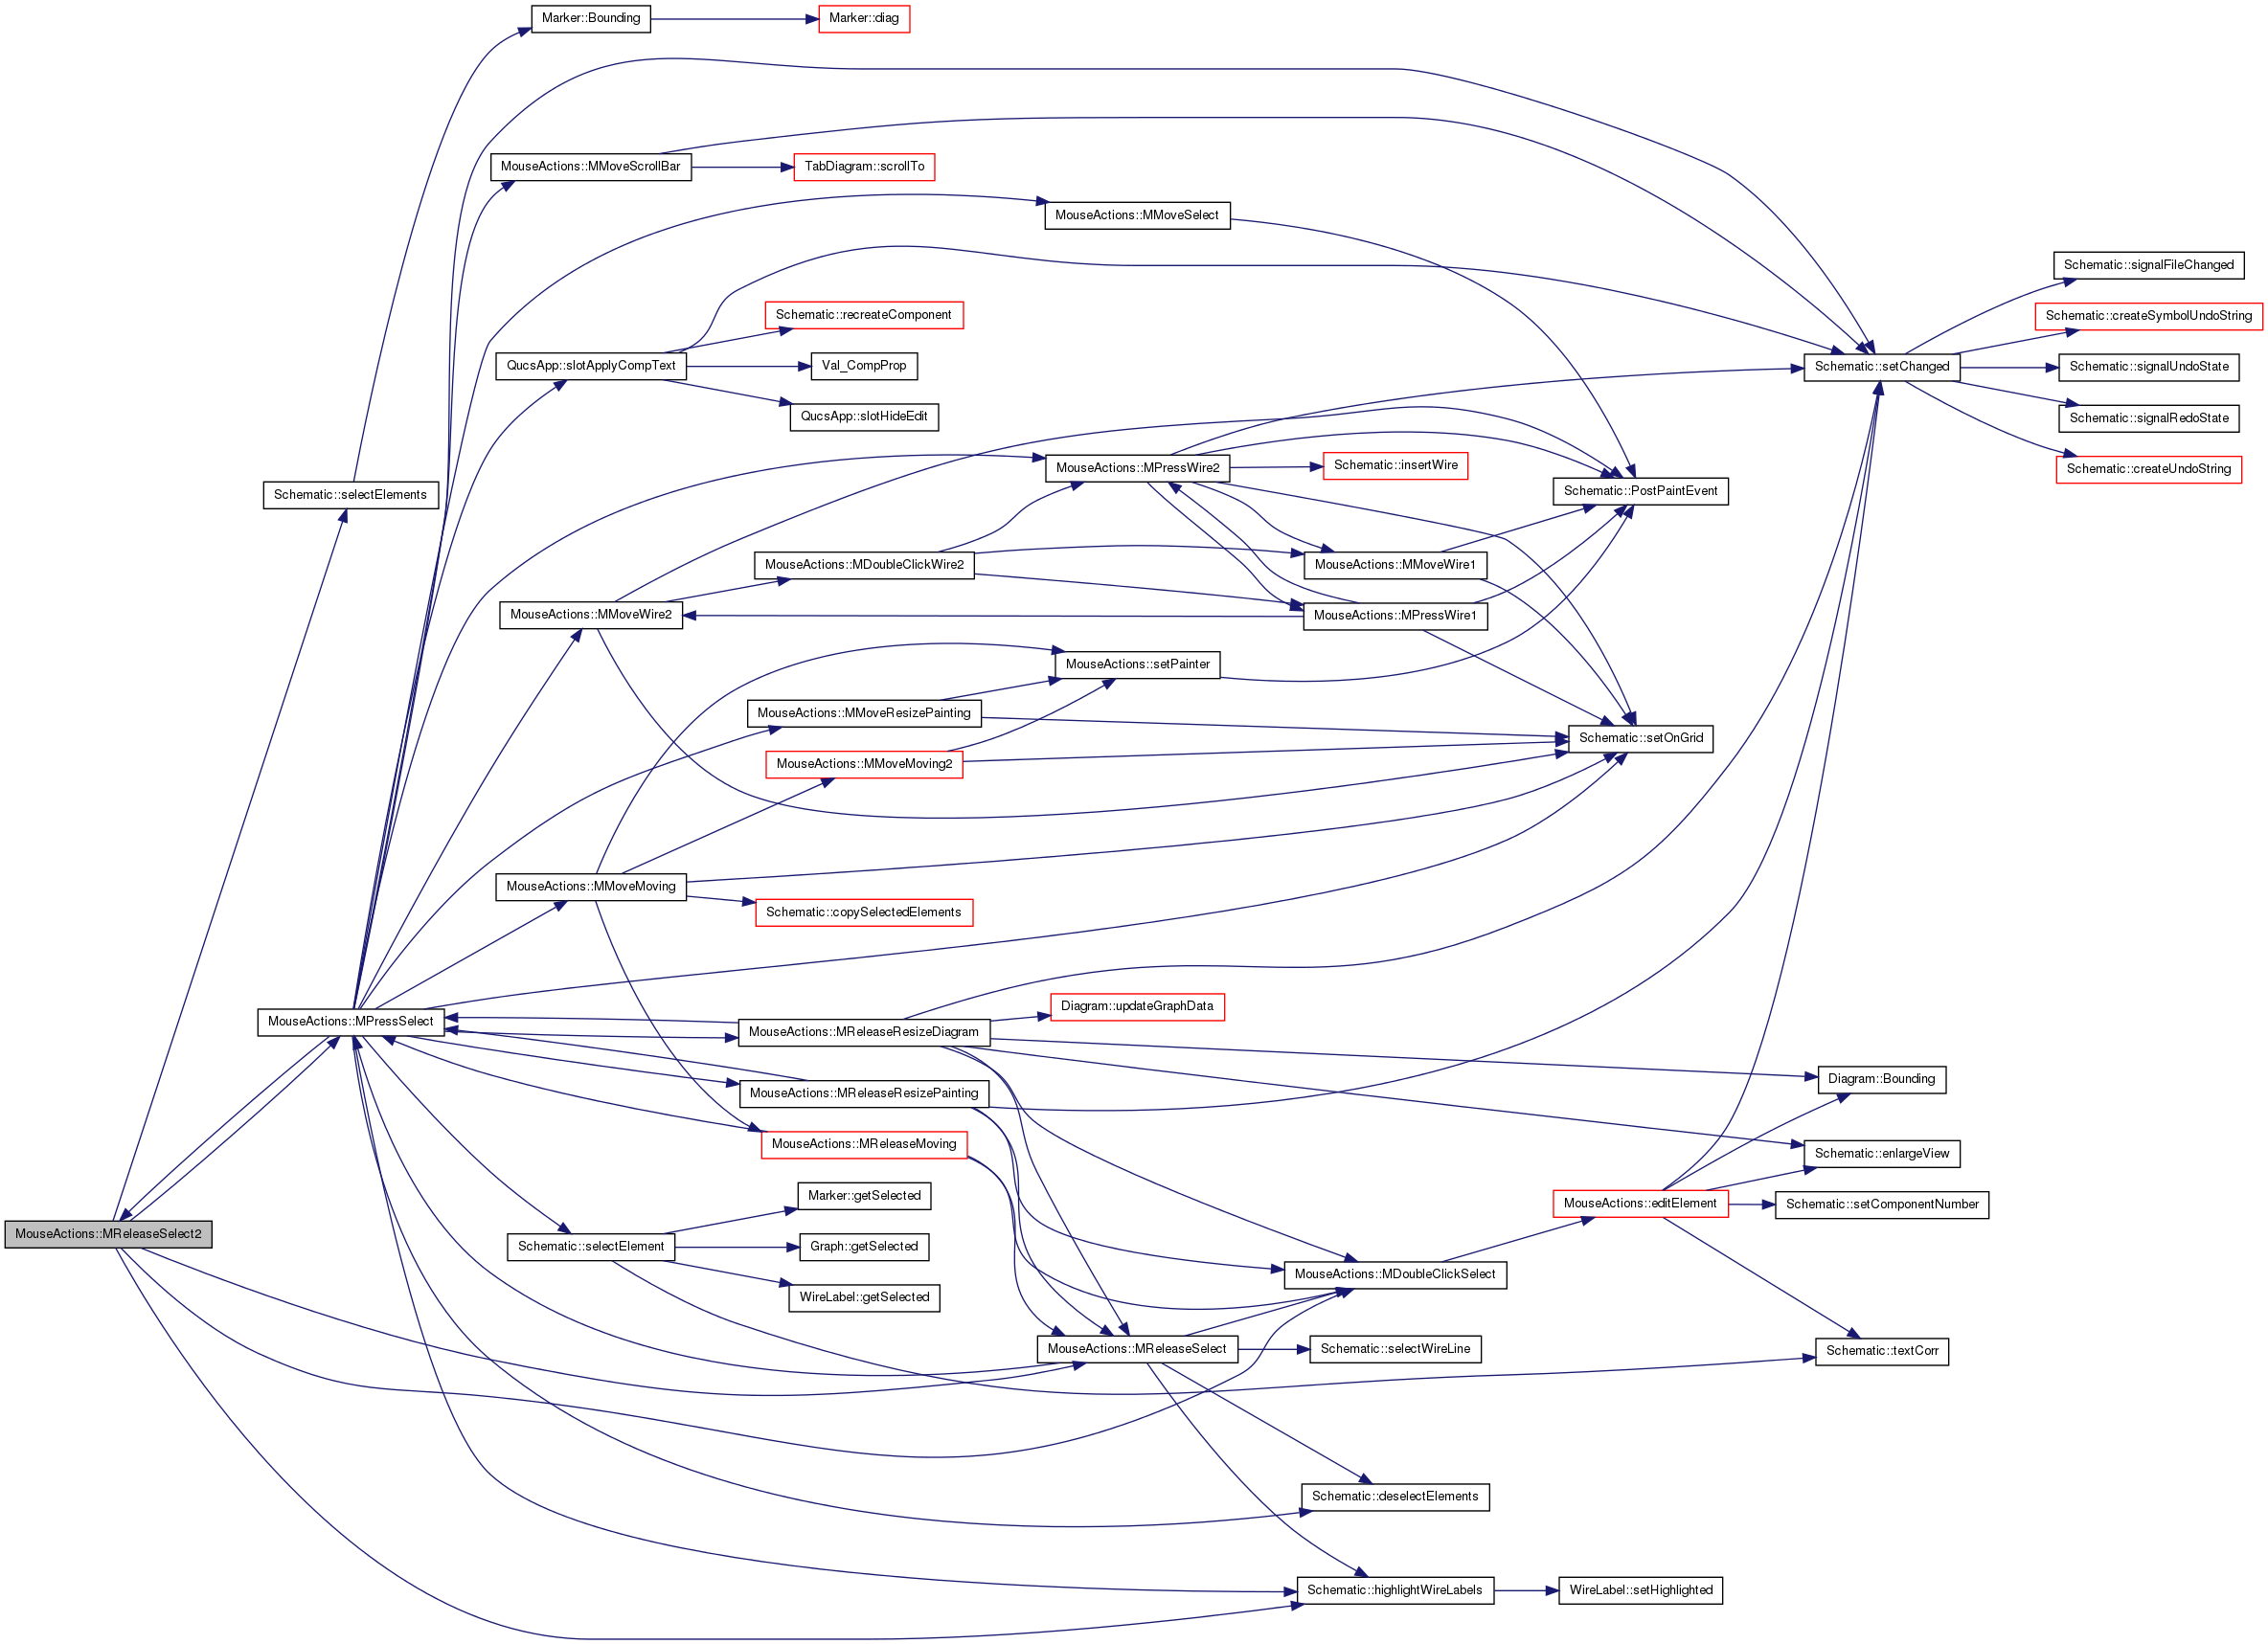 Marker::Bounding
Marker::diag
MouseActions::MMoveScrollBar
TabDiagram::scrollTo
MouseActions::MMoveSelect
Schematic::signalFileChanged
Schematic::recreateComponent
Schematic::createSymbolUndoString
QucsApp::slotApplyCompText
Val_CompProp
Schematic::setChanged
Schematic::signalUndoState
QucsApp::slotHideEdit
Schematic::signalRedoState
MouseActions::MPressWire2
Schematic::insertWire
Schematic::createUndoString
Schematic::selectElements
Schematic::PostPaintEvent
MouseActions::MDoubleClickWire2
MouseActions::MMoveWire1
MouseActions::MMoveWire2
MouseActions::MPressWire1
MouseActions::setPainter
MouseActions::MMoveResizePainting
Schematic::setOnGrid
MouseActions::MMoveMoving2
MouseActions::MMoveMoving
Schematic::copySelectedElements
Diagram::updateGraphData
MouseActions::MPressSelect
MouseActions::MReleaseResizeDiagram
Diagram::Bounding
MouseActions::MReleaseResizePainting
MouseActions::MReleaseMoving
Schematic::enlargeView
Marker::getSelected
MouseActions::editElement
Schematic::setComponentNumber
MouseActions::MReleaseSelect2
Schematic::selectElement
Graph::getSelected
MouseActions::MDoubleClickSelect
WireLabel::getSelected
MouseActions::MReleaseSelect
Schematic::selectWireLine
Schematic::textCorr
Schematic::deselectElements
Schematic::highlightWireLabels
WireLabel::setHighlighted